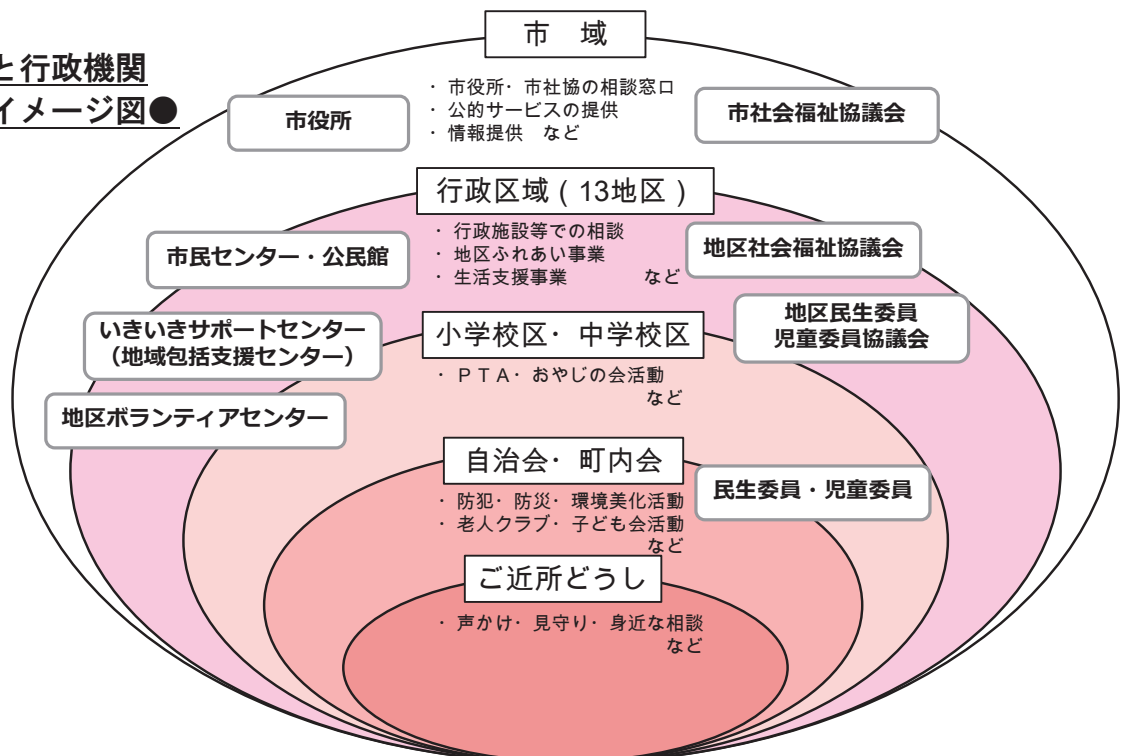 市 域
と行政機関
イメージ図●
・ 市役所・市社協の相談窓口
・ 公的サービスの提供
・ 情報提供 など
市役所
市社会福祉協議会
行政区域（13地区）
・ 行政施設等での相談
・ 地区ふれあい事業
・ 生活支援事業 など
市民センター・公民館
地区社会福祉協議会
いきいきサポートセンター
（地域包括支援センター）
地区民生委員
児童委員協議会
小学校区・中学校区
・ ＰＴＡ・おやじの会活動
など
地区ボランティアセンター
自治会・町内会
・ 防犯・防災・環境美化活動
・ 老人クラブ・子ども会活動
など
民生委員・児童委員
ご近所どうし
・ 声かけ・見守り・身近な相談
など